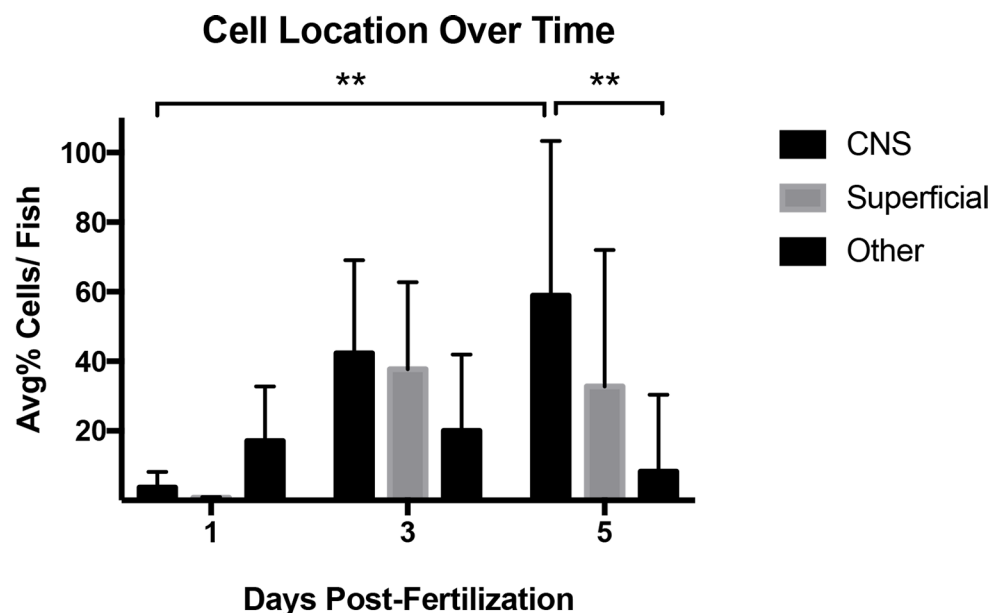 Cell Location Over Time
** **
CNS
Superficial
Other
Avg% Cells/ Fish
100
80
60
40
20
1 3 5
Days Post-Fertilization